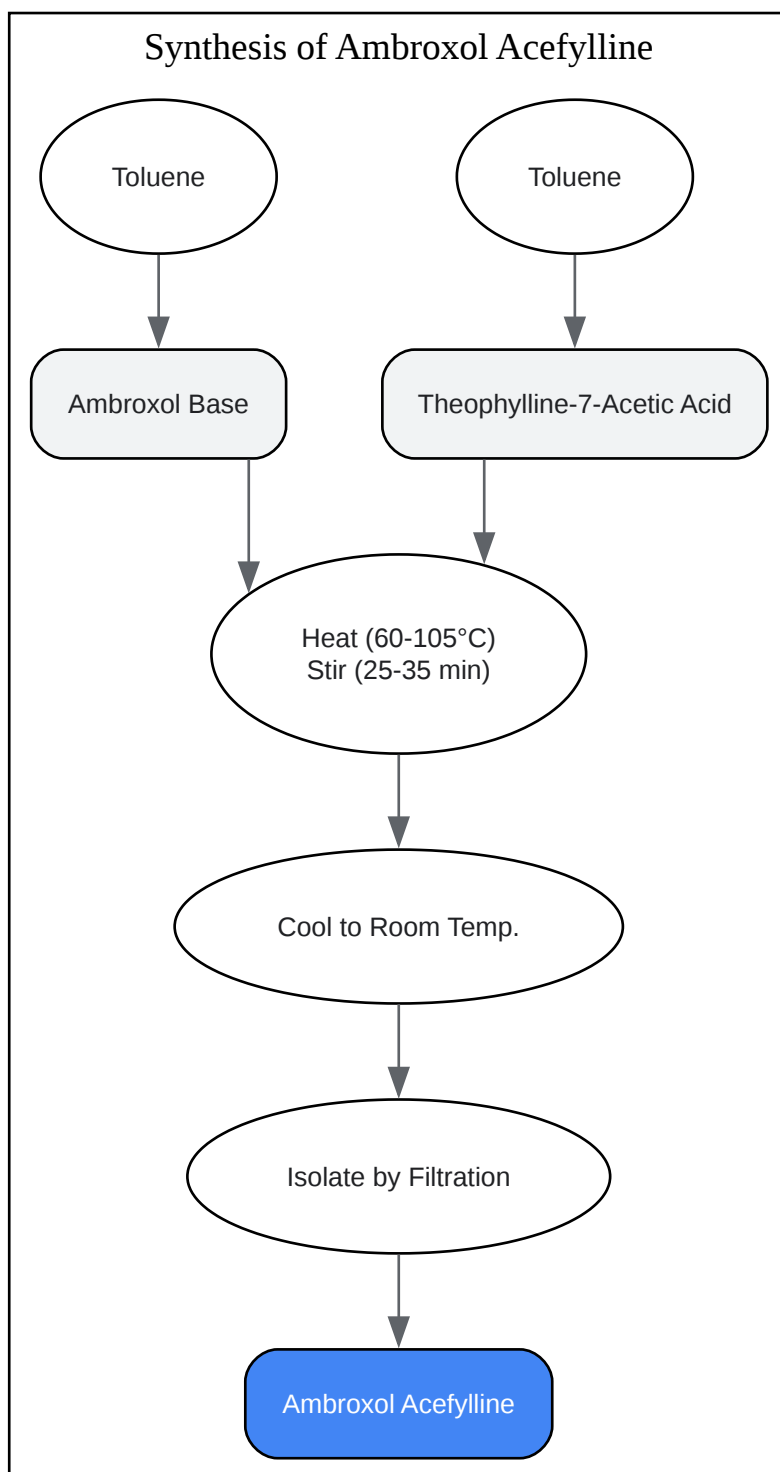 Synthesis of Ambroxol Acefylline
Toluene
Toluene
Ambroxol Base
Theophylline-7-Acetic Acid
Heat (60-105°C)
Stir (25-35 min)
Cool to Room Temp.
Isolate by Filtration
Ambroxol Acefylline